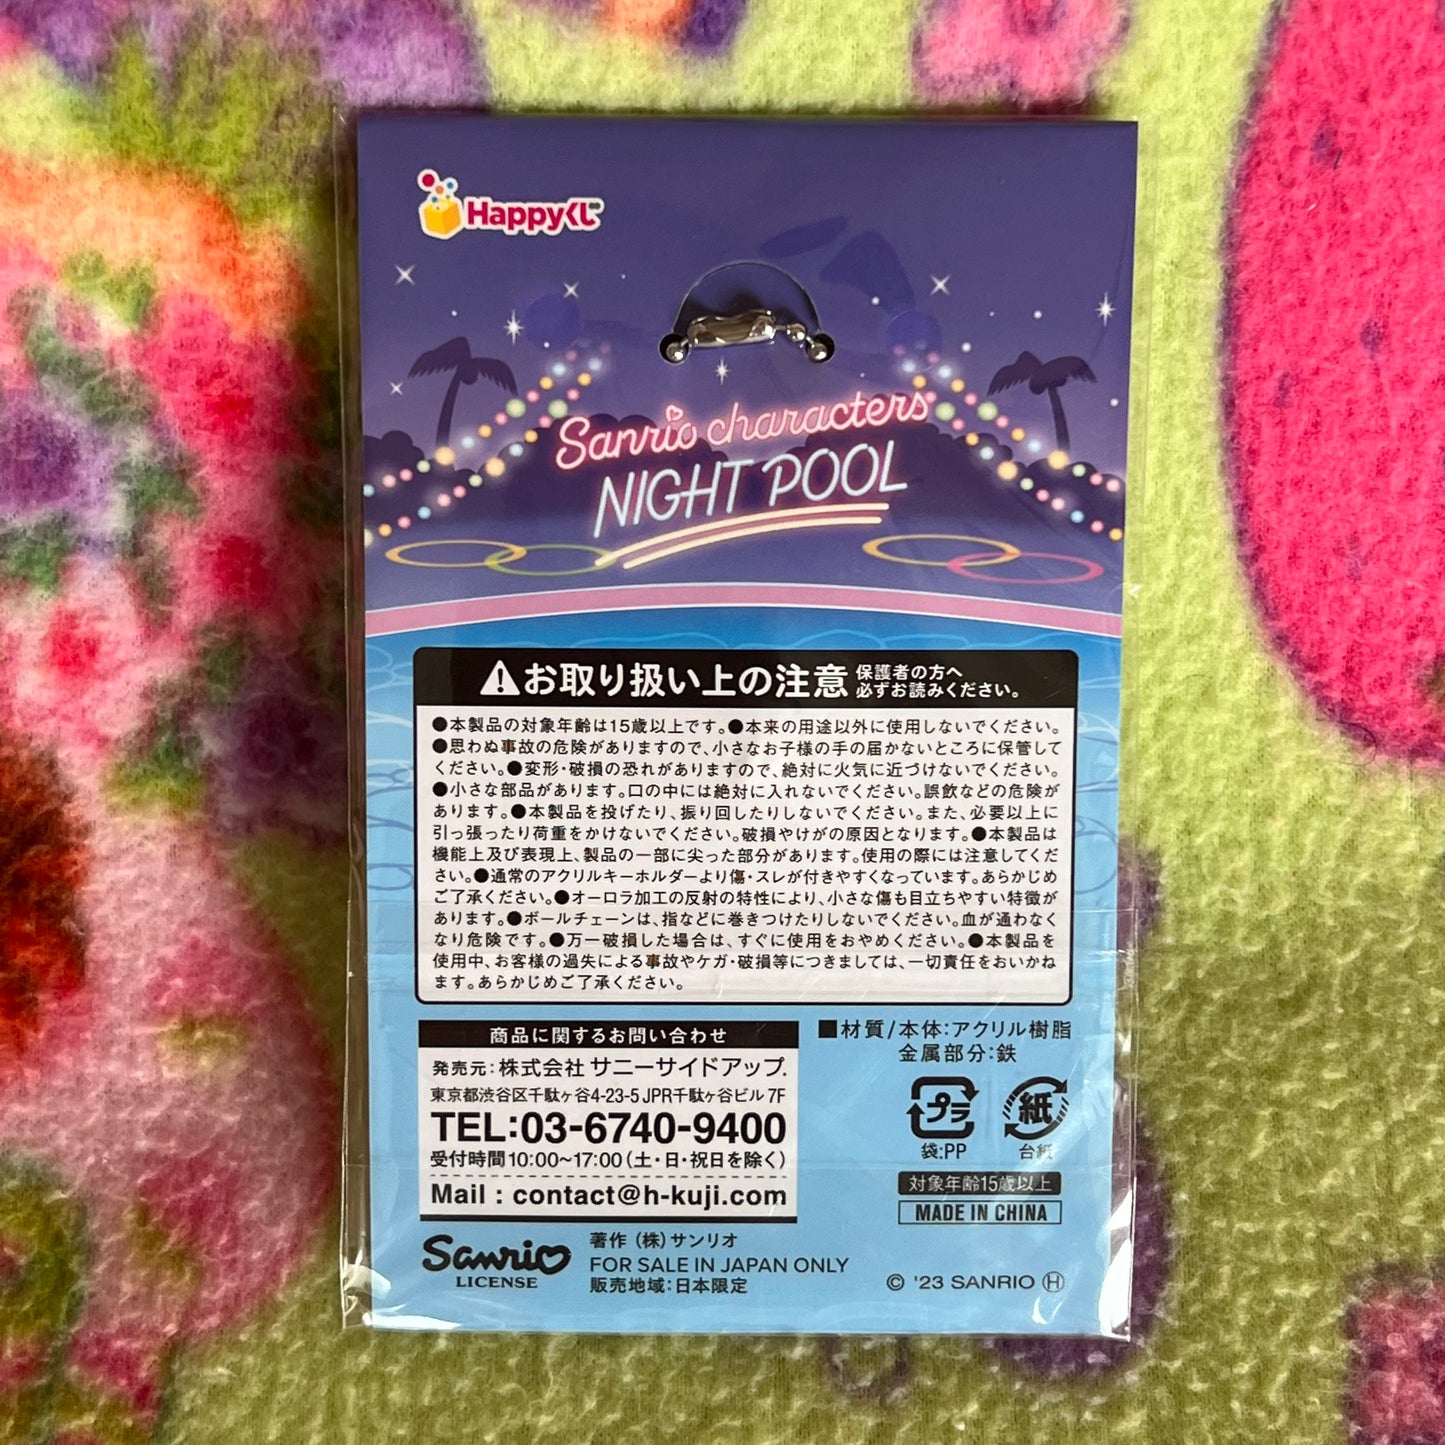 Happyくじ
Sanrio characters
NIGHT POOL
お取り扱い上の注意 保護者の方へ
必ずお読みください。
●本製品の対象年齢は15歳以上です。●本来の用途以外に使用しないでください。
●思わぬ事故の危険がありますので、小さなお子様の手の届かないところに保管して
ください。●変形・破損の恐れがありますので、絶対に火気に近づけないでください。
●小さな部品があります。口の中には絶対に入れないでください。誤飲などの危険が
あります。●本製品を投げたり、振り回したりしないでください。また、必要以上に
引っ張ったり荷重をかけないでください。破損やけがの原因となります。●本製品は
機能上及び表現上、製品の一部に尖った部分があります。使用の際には注意してくだ
さい。●通常のアクリルキーホルダーより傷・スレが付きやすくなっています。あらかじめ
ご了承ください。●オーロラ加工の反射の特性により、小さな傷も目立ちやすい特徴が
あります。●ボールチェーンは、指などに巻きつけたりしないでください。血が通わなく
なり危険です。●万一破損した場合は、すぐに使用をおやめください。●本製品を
使用中、お客様の過失による事故やケガ・破損等につきましては、一切責任をおいかね
ます。あらかじめご了承ください。
商品に関するお問い合わせ
発売元:株式会社 サニーサイドアップ.
東京都渋谷区千駄ヶ谷4-23-5 JPR千駄ヶ谷ビル 7F
TEL:03-6740-9400
受付時間10:00~17:00(土・日・祝日を除く)
Mail : contact@h-kuji.com
■材質/本体:アクリル樹脂
金属部分:鉄
プラ 紙
袋:PP 台紙
対象年齢15歳以上
MADE IN CHINA
Sanrio
LICENSE
著作 (株)サンリオ
FOR SALE IN JAPAN ONLY
販売地域:日本限定
© '23 SANRIO Ⓗ